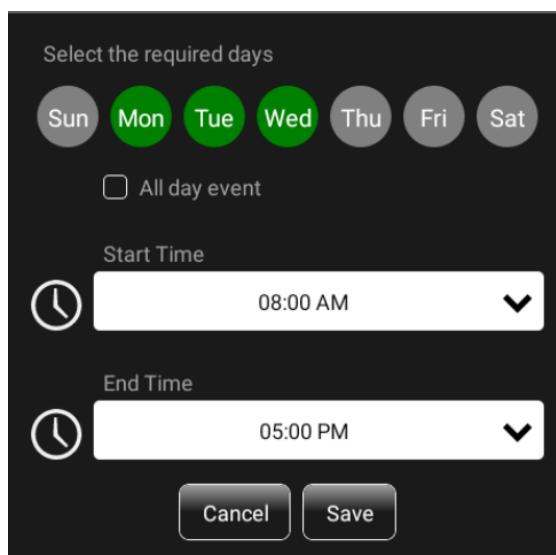 Select the required days
Sun Mon Tue Wed Thu Fri Sat
All day event
Start Time
08:00 AM
End Time
05:00 PM
Cancel Save